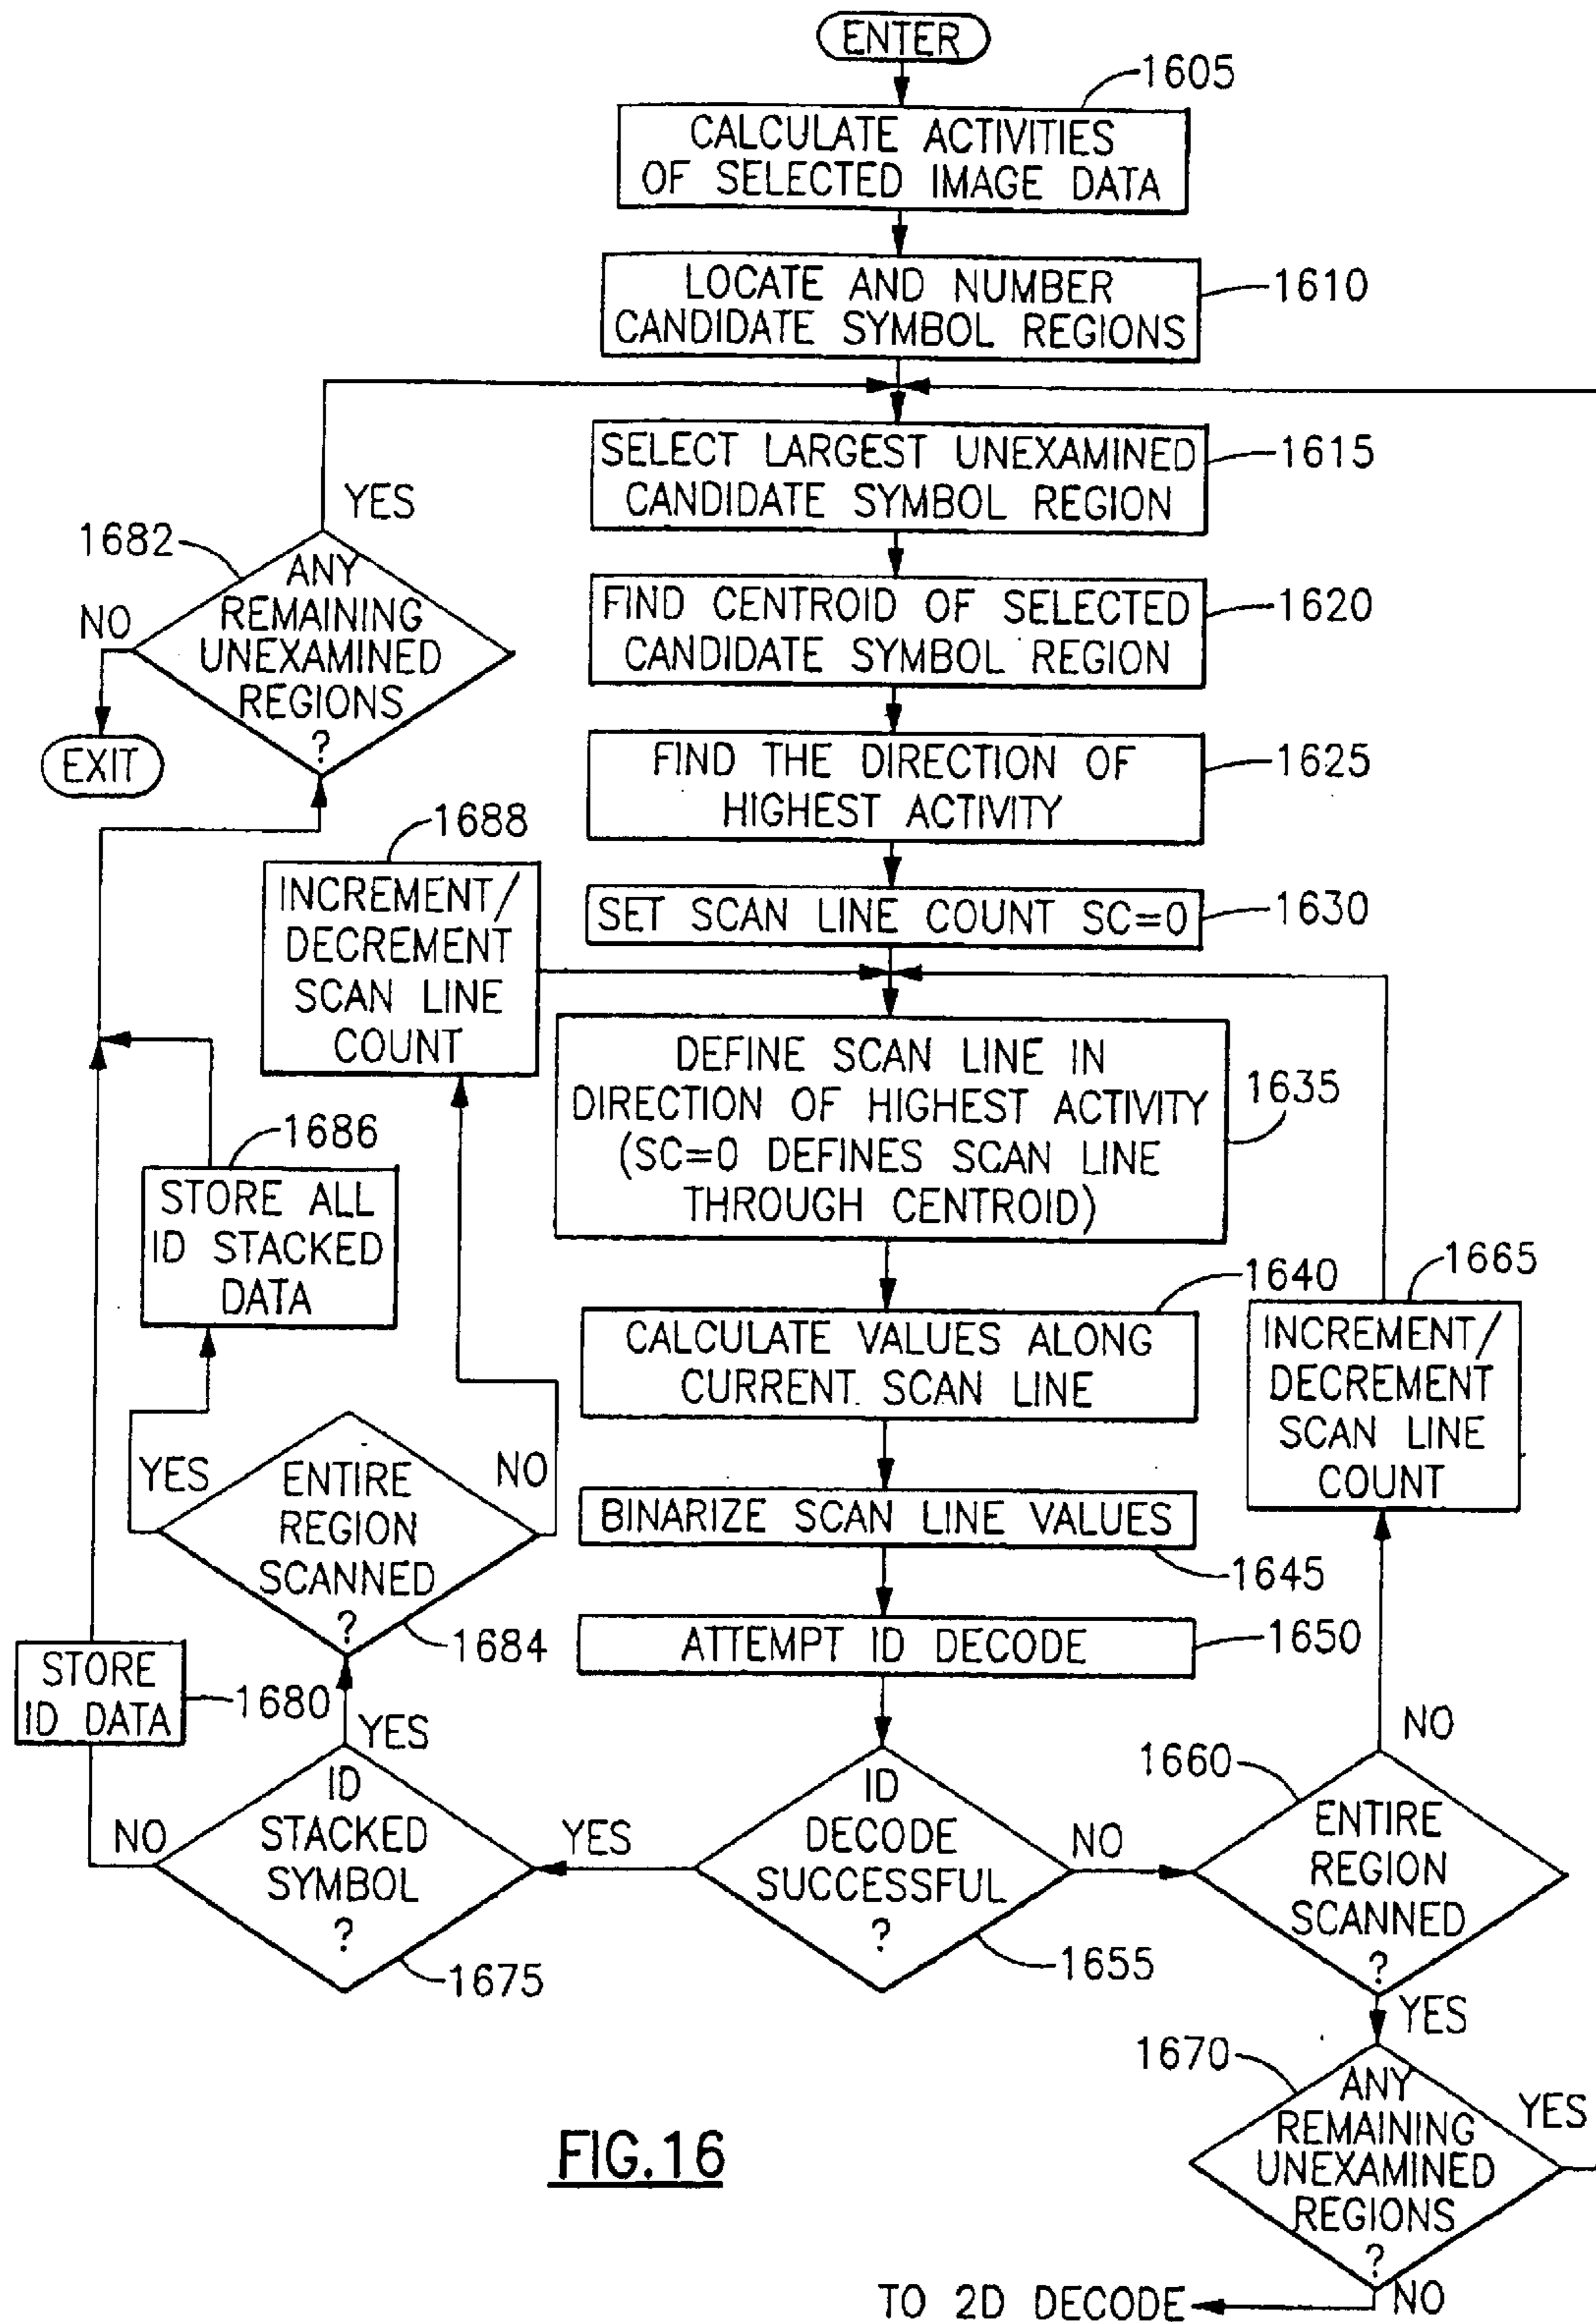 ENTER
1605
CALCULATE ACTIVITIES
OF SELECTED IMAGE DATA
LOCATE AND NUMBER
CANDIDATE SYMBOL REGIONS
1610
SELECT LARGEST UNEXAMINED
CANDIDATE SYMBOL REGION
1615
YES
1682
ANY
REMAINING
UNEXAMINED
REGIONS
?
NO
EXIT
FIND CENTROID OF SELECTED
CANDIDATE SYMBOL REGION
1620
FIND THE DIRECTION OF
HIGHEST ACTIVITY
1625
1688
INCREMENT/
DECREMENT
SCAN LINE
COUNT
SET SCAN LINE COUNT SC=0
1630
DEFINE SCAN LINE IN
DIRECTION OF HIGHEST ACTIVITY
(SC=0 DEFINES SCAN LINE
THROUGH CENTROID)
1635
1686
STORE ALL
ID STACKED
DATA
1640
CALCULATE VALUES ALONG
CURRENT SCAN LINE
1665
INCREMENT/
DECREMENT
SCAN LINE
COUNT
YES
ENTIRE
REGION
SCANNED
?
NO
1684
BINARIZE SCAN LINE VALUES
1645
ATTEMPT ID DECODE
1650
STORE
ID DATA
1680
YES
NO
ID
STACKED
SYMBOL
?
1675
YES
ID
DECODE
SUCCESSFUL
?
1655
NO
1660
NO
ENTIRE
REGION
SCANNED
?
YES
1670
ANY
REMAINING
UNEXAMINED
REGIONS
?
YES
NO
TO 2D DECODE
FIG.16